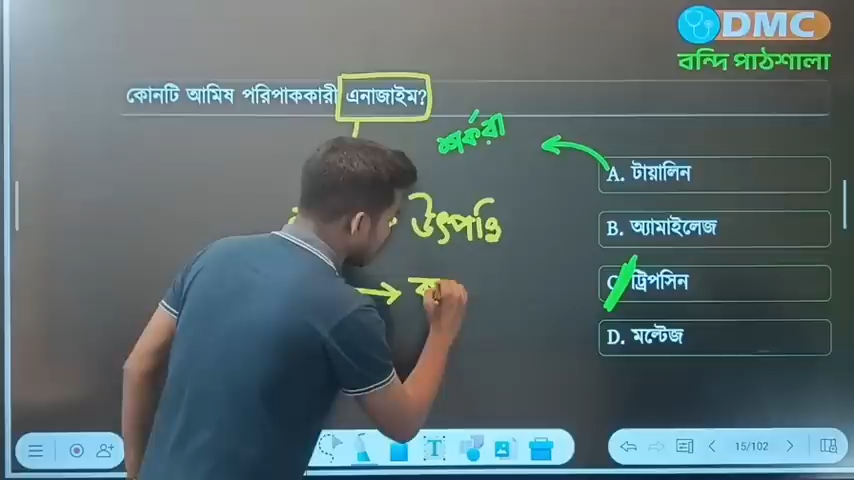 DMC
বন্দি পাঠশালা
কোনটি আমিষ পরিপাককারী এনাজাইম?
শর্করা
A. টায়ালিন
B. অ্যামাইলেজ
উৎপত্তি
C ট্রিপসিন
D. মল্টেজ
15/102